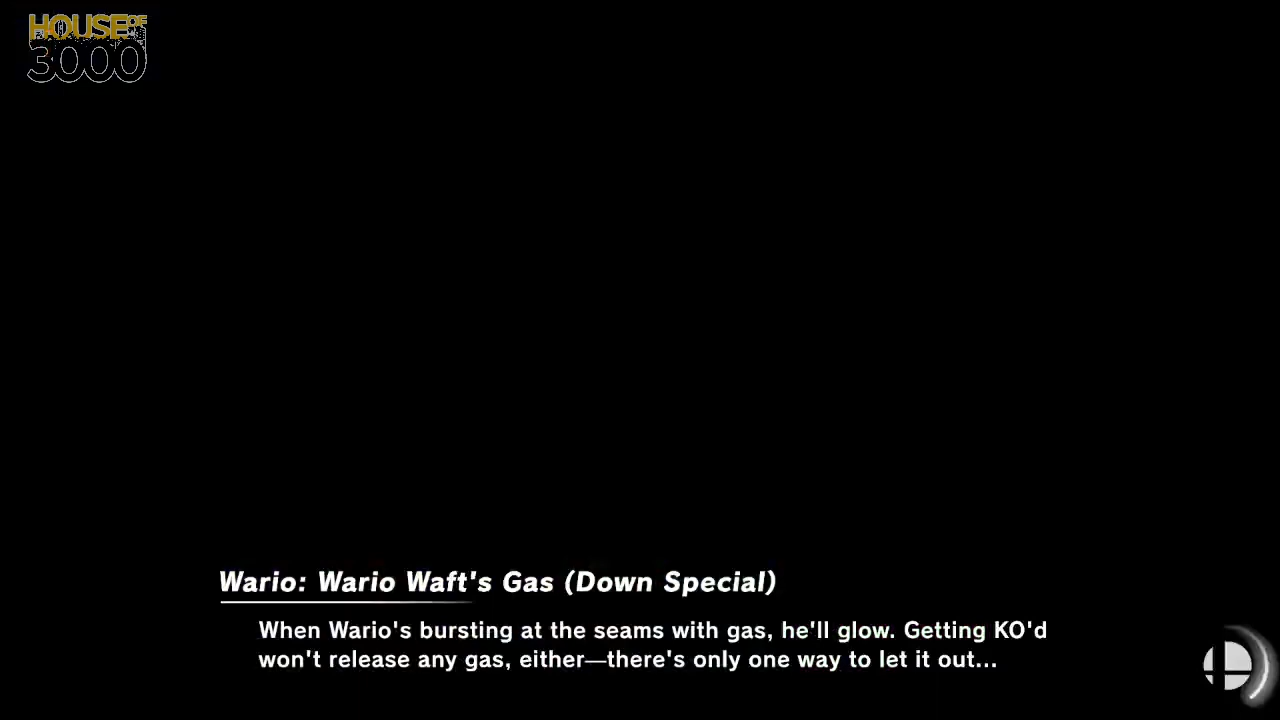 HOUSE OF
3000
Wario: Wario Waft's Gas (Down Special)
When Wario's bursting at the seams with gas, he'll glow. Getting KO'd
won't release any gas, either—there's only one way to let it out...